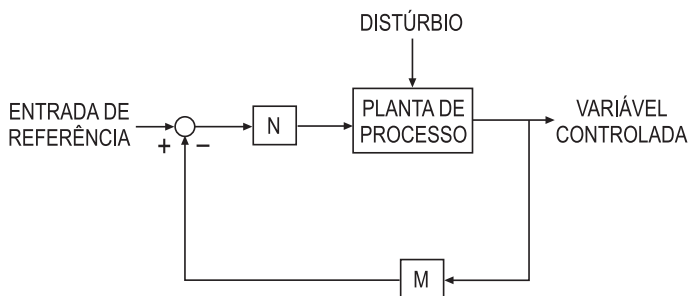 DISTÚRBIO
ENTRADA DE
REFERÊNCIA
+
−
N
PLANTA DE
PROCESSO
VARIÁVEL
CONTROLADA
M